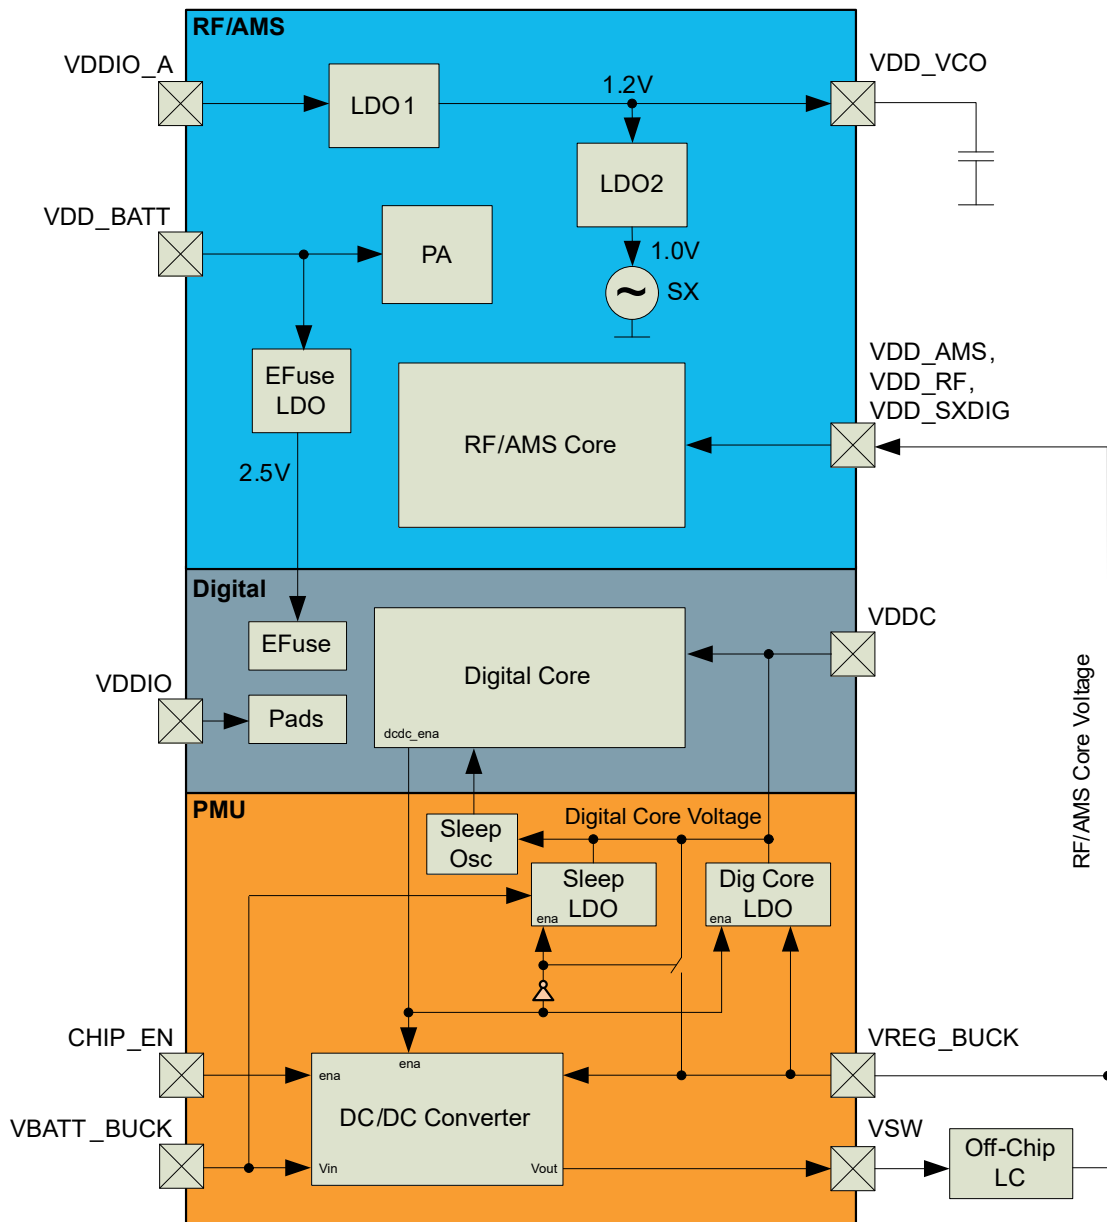 RF/AMS
VDDIO_A
VDD_VCO
LDO1
1.2V
LDO2
VDD_BATT
PA
1.0V
SX
EFuse
LDO
VDD_AMS,
VDD_RF,
VDD_SXDIG
RF/AMS Core
2.5V
Digital
EFuse
Digital Core
VDDC
VDDIO
Pads
dcdc_ena
RF/AMS Core Voltage
PMU
Digital Core Voltage
Sleep
Osc
Sleep
LDO
ena
Dig Core
LDO
ena
CHIP_EN
VREG_BUCK
ena
ena
DC/DC Converter
VBATT_BUCK
Vin
Vout
VSW
Off-Chip
LC